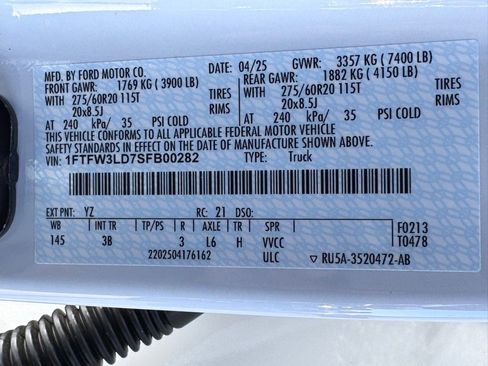 MFD. BY FORD MOTOR CO.
DATE: 04/25 GVWR: 3357 KG ( 7400 LB)
FRONT GAWR: 1769 KG ( 3900 LB) REAR GAWR: 1882 KG ( 4150 LB)
WITH 275/60R20 115T TIRES WITH 275/60R20 115T TIRES
20x8.5J RIMS 20x8.5J RIMS
AT 240 kPa/ 35 PSI COLD AT 240 kPa/ 35 PSI COLD
THIS VEHICLE CONFORMS TO ALL APPLICABLE FEDERAL MOTOR VEHICLE
SAFETY STANDARDS IN EFFECT ON THE DATE OF MANUFACTURE SHOWN ABOVE.
VIN: 1FTFW3LD7SFB00282 TYPE: Truck
EXT PNT: YZ RC: 21 DSO:
WB INT TR TP/PS R AXLE TR SPR F0213
145 3B 3 L6 H VVCC T0478
2202504176162 ULC ▽ RU5A-3520472-AB